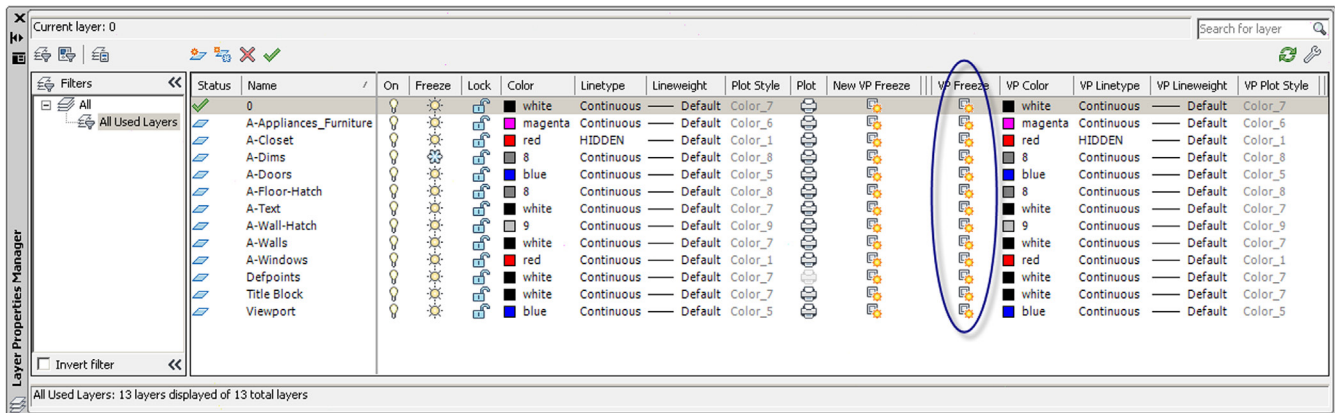 Current layer: 0
Search for layer
Filters
All
All Used Layers
Invert filter
Layer Properties Manager
Status Name On Freeze Lock Color Linetype Lineweight Plot Style Plot New VP Freeze VP Freeze VP Color VP Linetype VP Lineweight VP Plot Style
0 white Continuous Default Color_7 white Continuous Default Color_7
A-Appliances_Furniture magenta Continuous Default Color_6 magenta Continuous Default Color_6
A-Closet red HIDDEN Default Color_1 red HIDDEN Default Color_1
A-Dims 8 Continuous Default Color_8 8 Continuous Default Color_8
A-Doors blue Continuous Default Color_5 blue Continuous Default Color_5
A-Floor-Hatch 8 Continuous Default Color_8 8 Continuous Default Color_8
A-Text white Continuous Default Color_7 white Continuous Default Color_7
A-Wall-Hatch 9 Continuous Default Color_9 9 Continuous Default Color_9
A-Walls white Continuous Default Color_7 white Continuous Default Color_7
A-Windows red Continuous Default Color_1 red Continuous Default Color_1
Defpoints white Continuous Default Color_7 white Continuous Default Color_7
Title Block white Continuous Default Color_7 white Continuous Default Color_7
Viewport blue Continuous Default Color_5 blue Continuous Default Color_5
All Used Layers: 13 layers displayed of 13 total layers